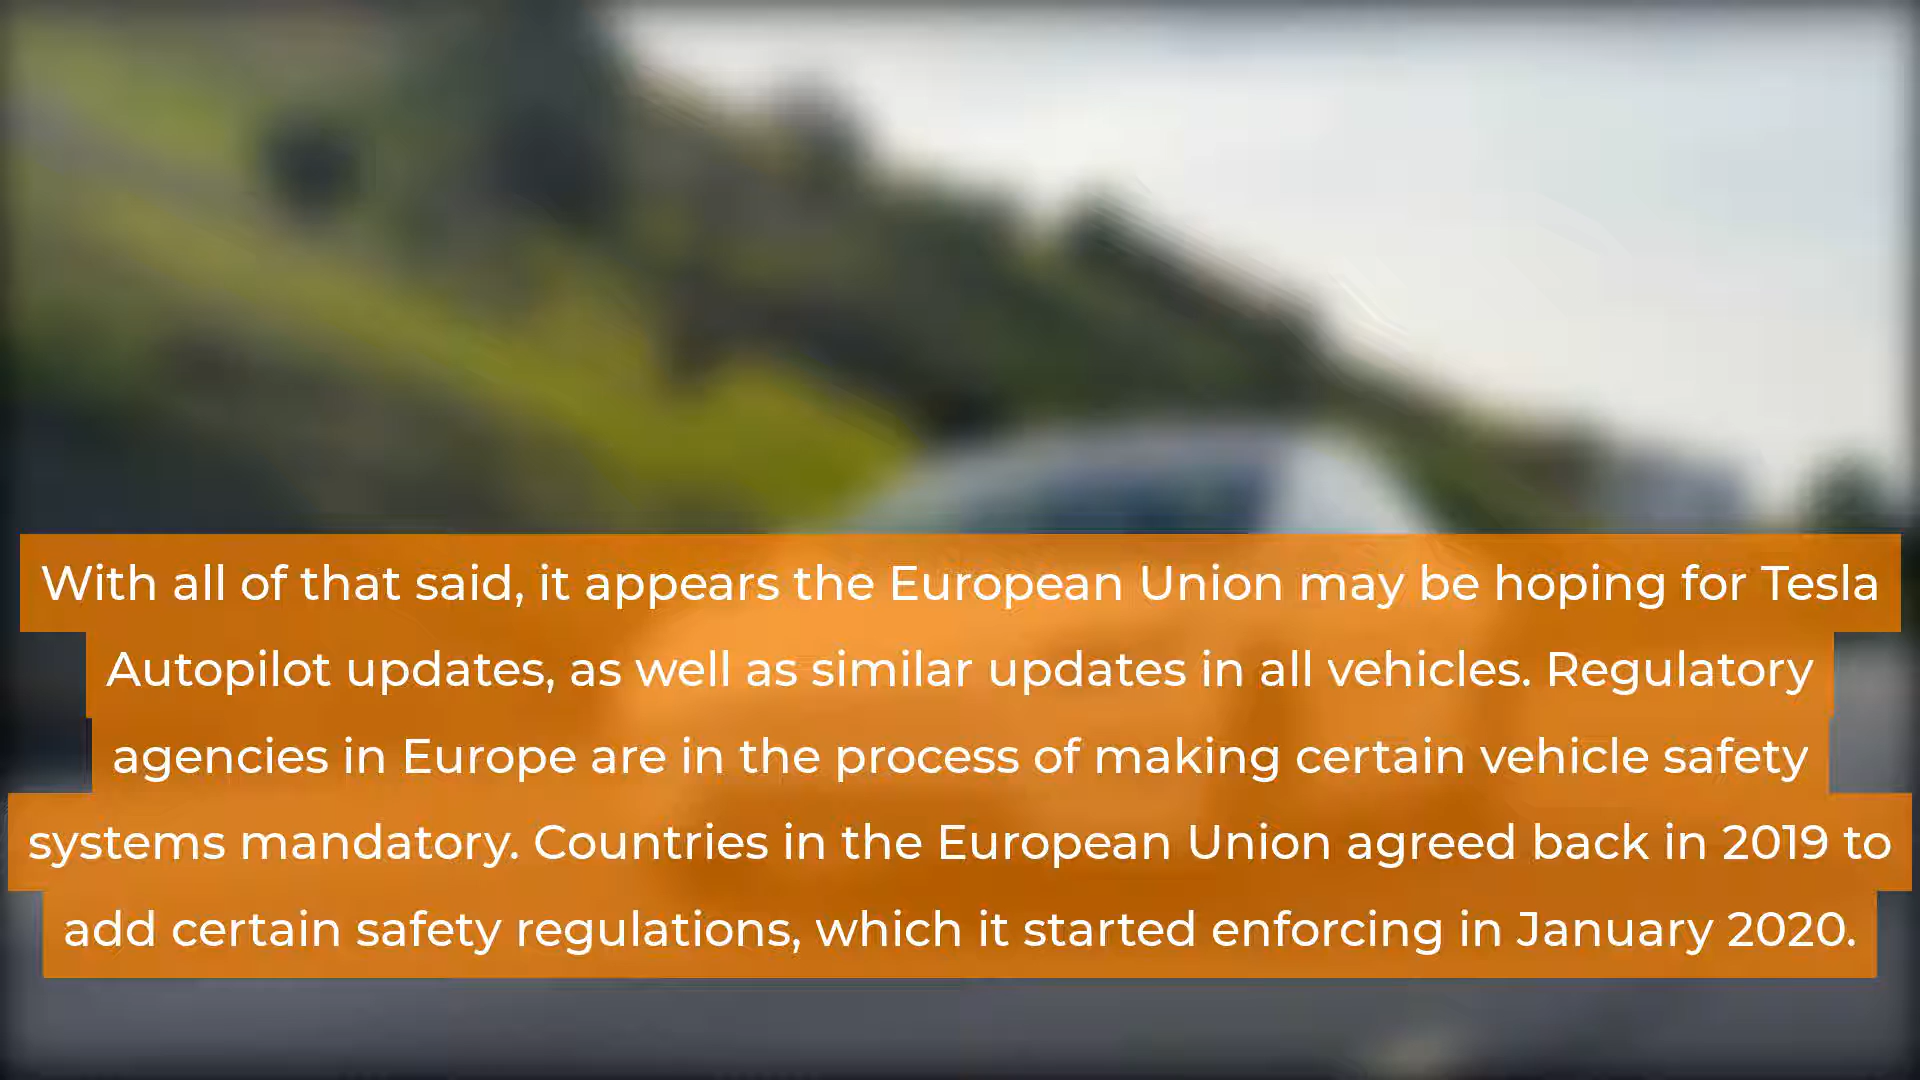 With all of that said, it appears the European Union may be hoping for Tesla
Autopilot updates, as well as similar updates in all vehicles. Regulatory
agencies in Europe are in the process of making certain vehicle safety
systems mandatory. Countries in the European Union agreed back in 2019 to
add certain safety regulations, which it started enforcing in January 2020.